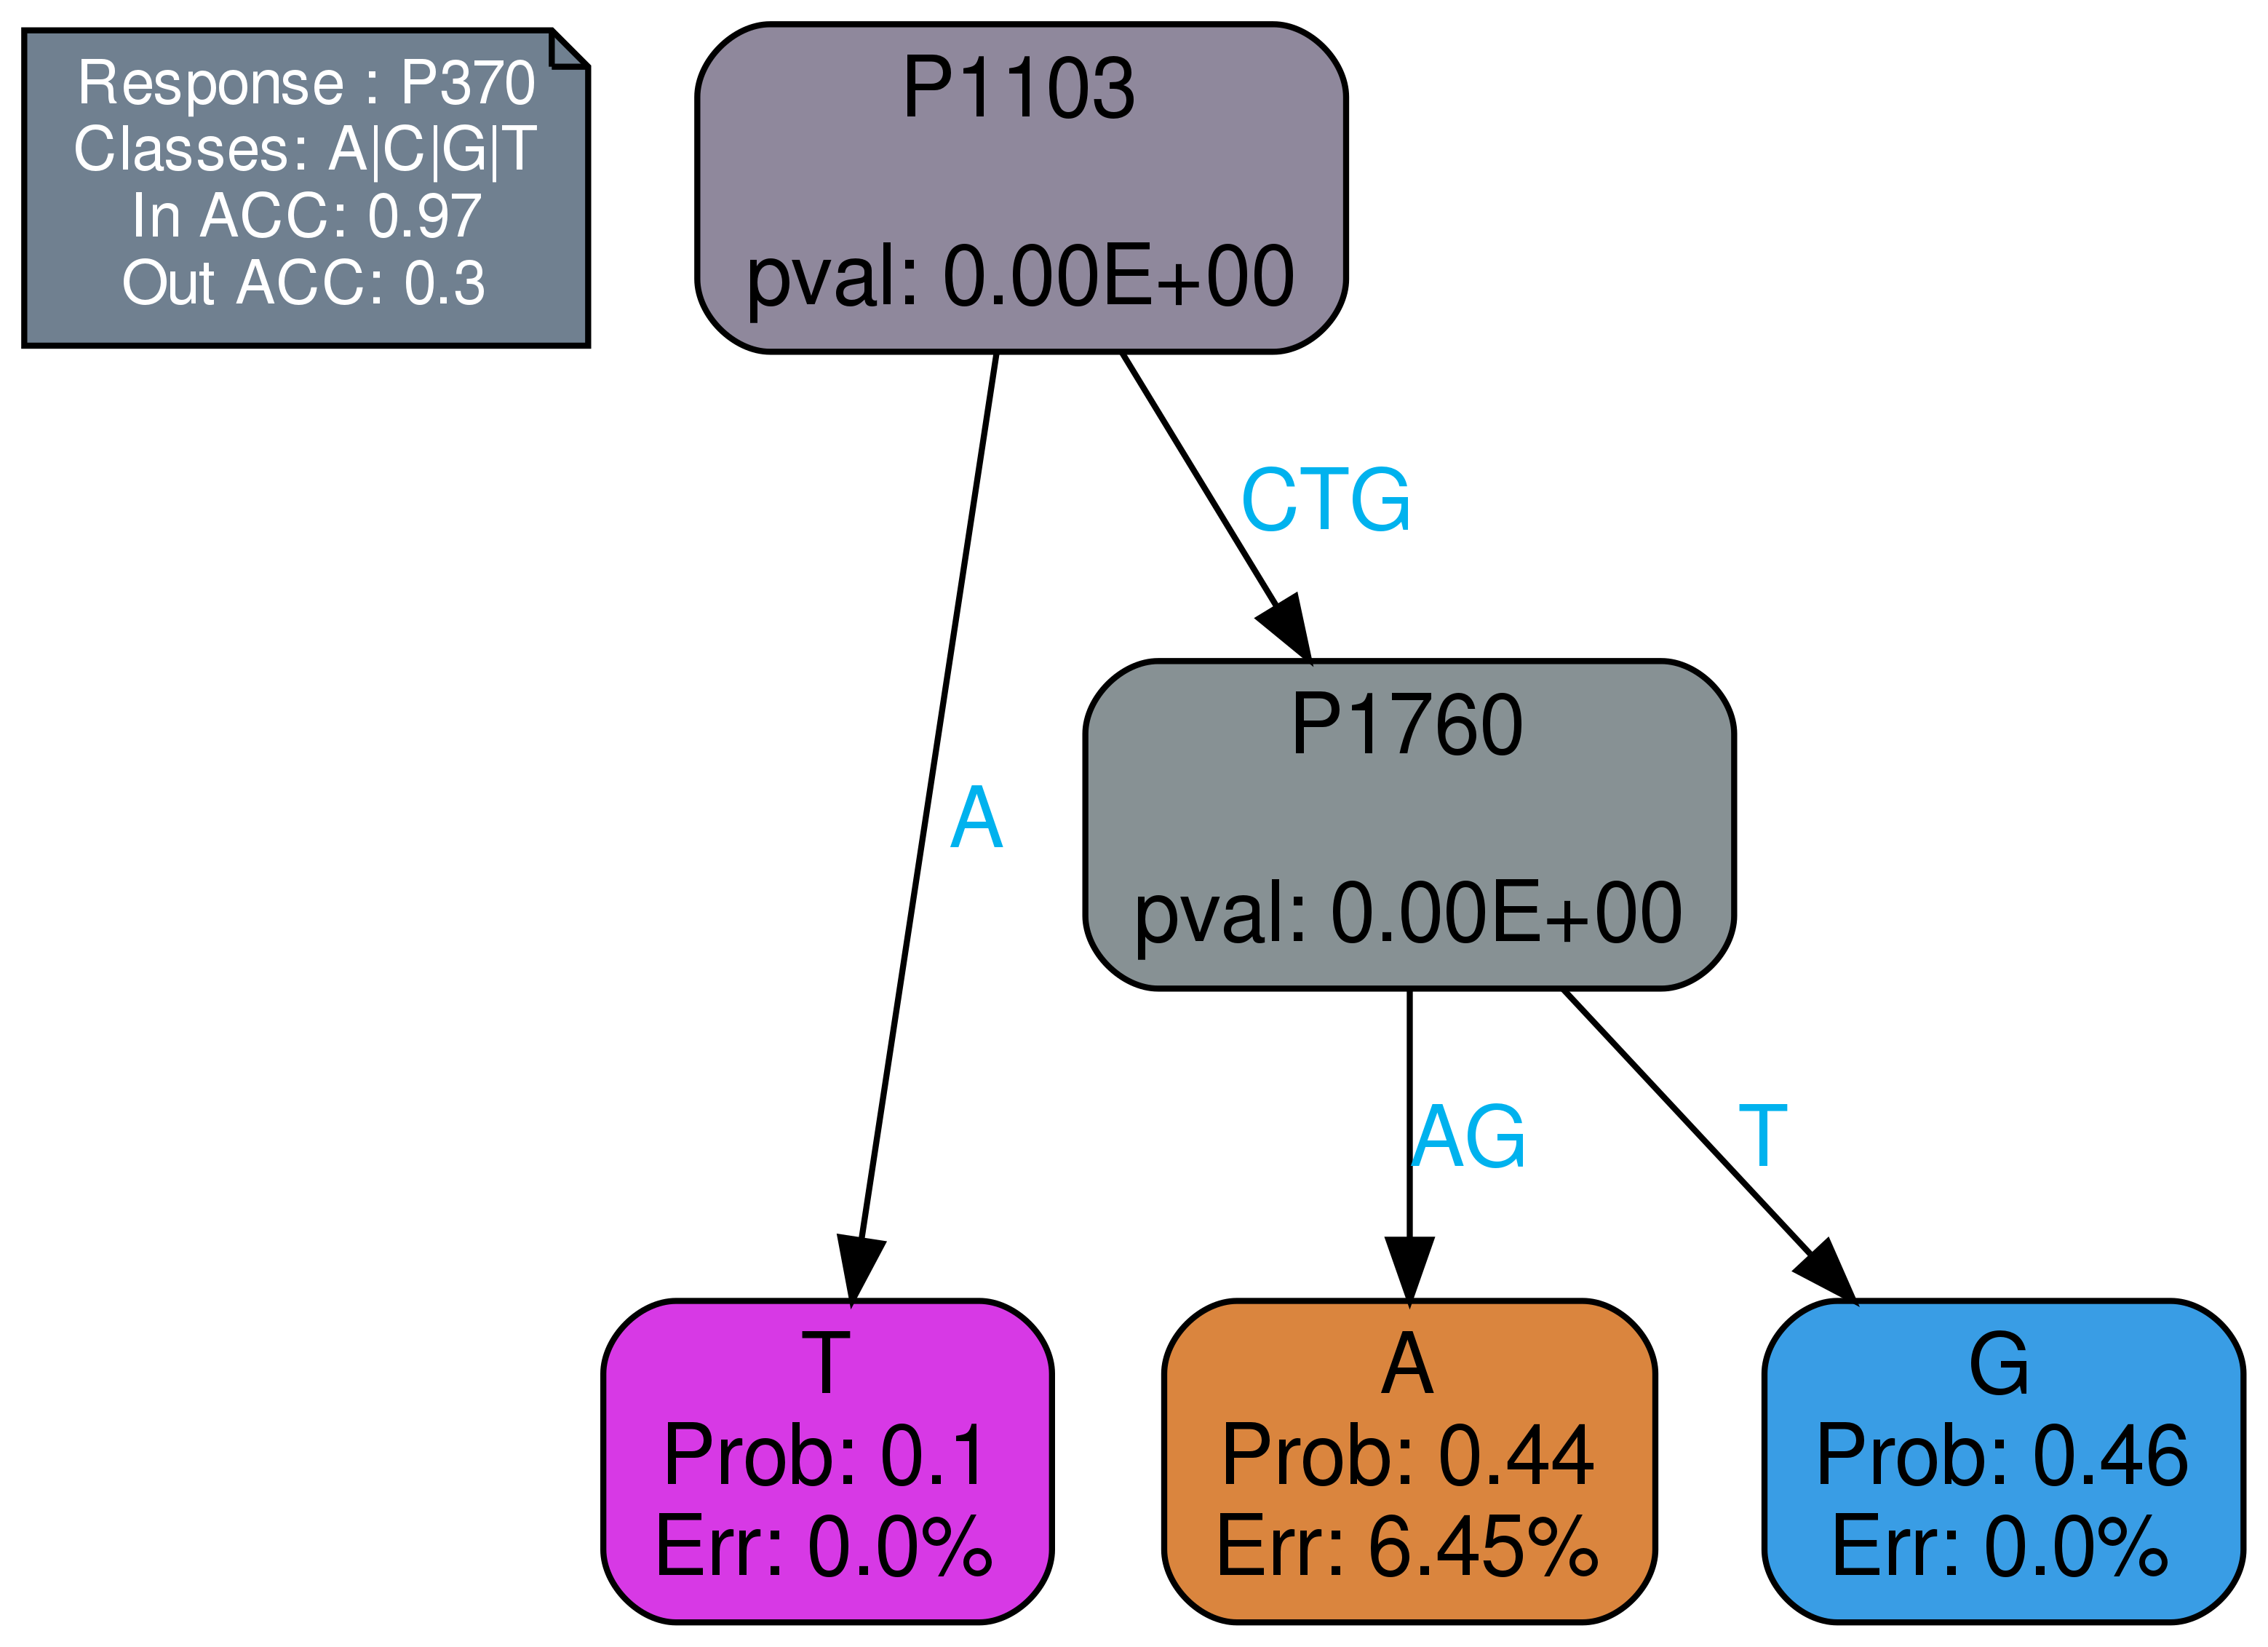 Response : P370
Classes: A|C|G|T
In ACC: 0.97
Out ACC: 0.3
P1103
pval: 0.00E+00
CTG
A
P1760
pval: 0.00E+00
AG
T
T
Prob: 0.1
Err: 0.0%
A
Prob: 0.44
Err: 6.45%
G
Prob: 0.46
Err: 0.0%